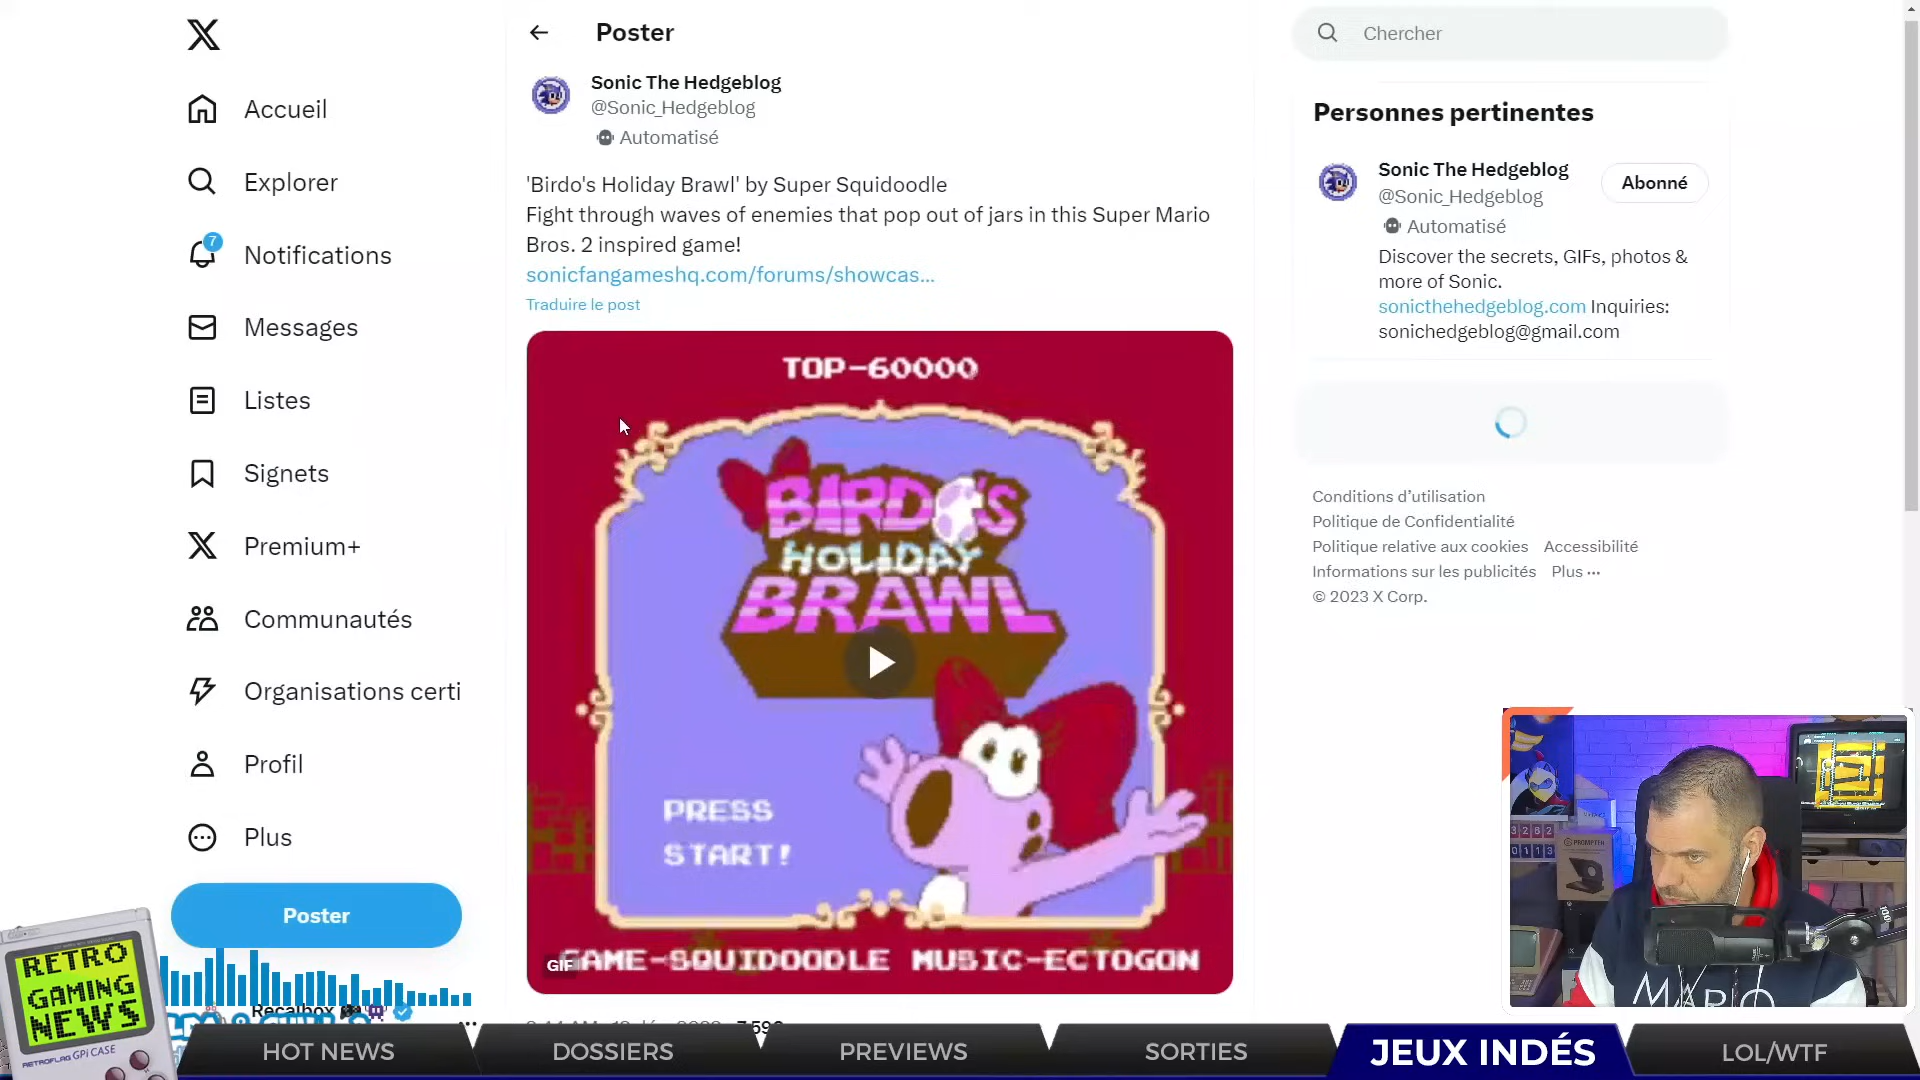 X
Accueil
Explorer
7
Notifications
Messages
Listes
Signets
Premium+
Communautés
Organisations certi
Profil
Plus
Poster
Recalbox
Poster
Sonic The Hedgeblog
@Sonic_Hedgeblog
Automatisé
'Birdo's Holiday Brawl' by Super Squidoodle
Fight through waves of enemies that pop out of jars in this Super Mario
Bros. 2 inspired game!
sonicfangameshq.com/forums/showcas...
Traduire le post
TOP-60000
BIRDO'S
HOLIDAY
BRAWL
PRESS
START!
GIF
GAME-SQUIDOODLE MUSIC-ECTOGON
Chercher
Personnes pertinentes
Sonic The Hedgeblog
@Sonic_Hedgeblog
Abonné
Automatisé
Discover the secrets, GIFs, photos &
more of Sonic.
sonicthehedgeblog.com Inquiries:
sonichedgeblog@gmail.com
Conditions d'utilisation
Politique de Confidentialité
Politique relative aux cookies Accessibilité
Informations sur les publicités Plus ···
© 2023 X Corp.
MARIO
RETRO
GAMING
NEWS
RETROFLAG GPi CASE
HOT NEWS
DOSSIERS
PREVIEWS
SORTIES
JEUX INDÉS
LOL/WTF